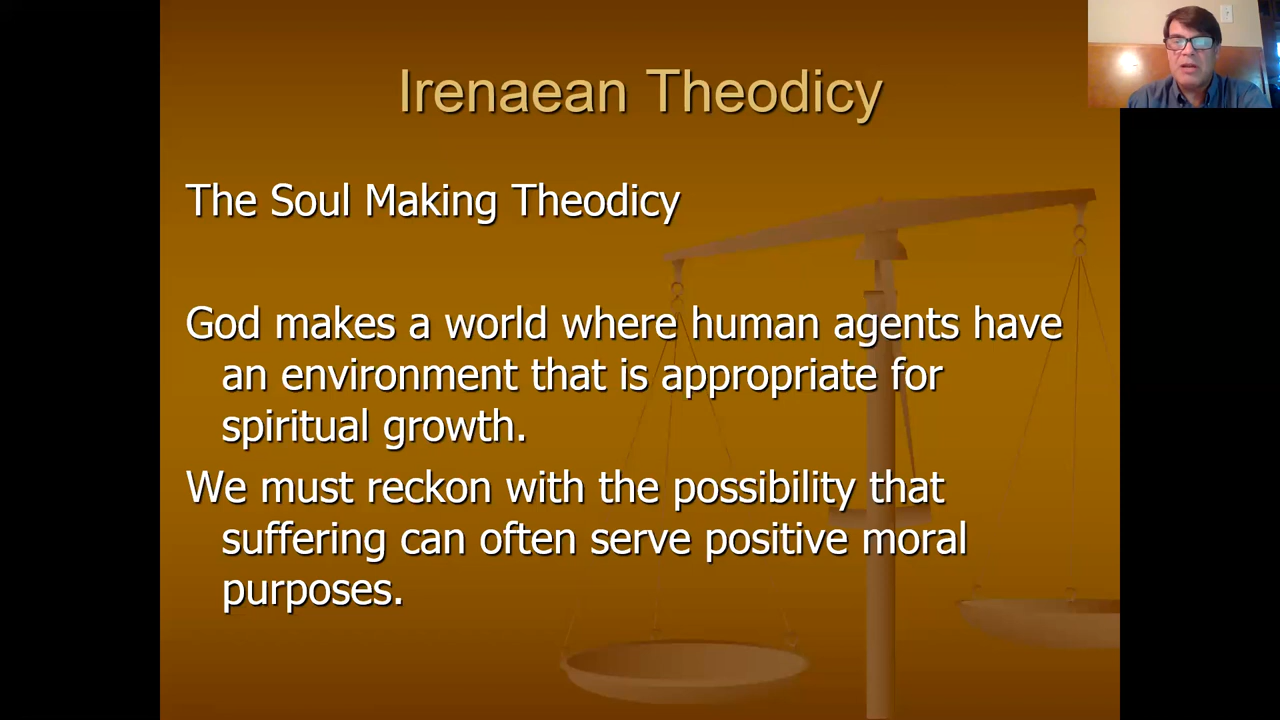 Irenaean Theodicy
The Soul Making Theodicy
God makes a world where human agents have
an environment that is appropriate for
spiritual growth.
We must reckon with the possibility that
suffering can often serve positive moral
purposes.